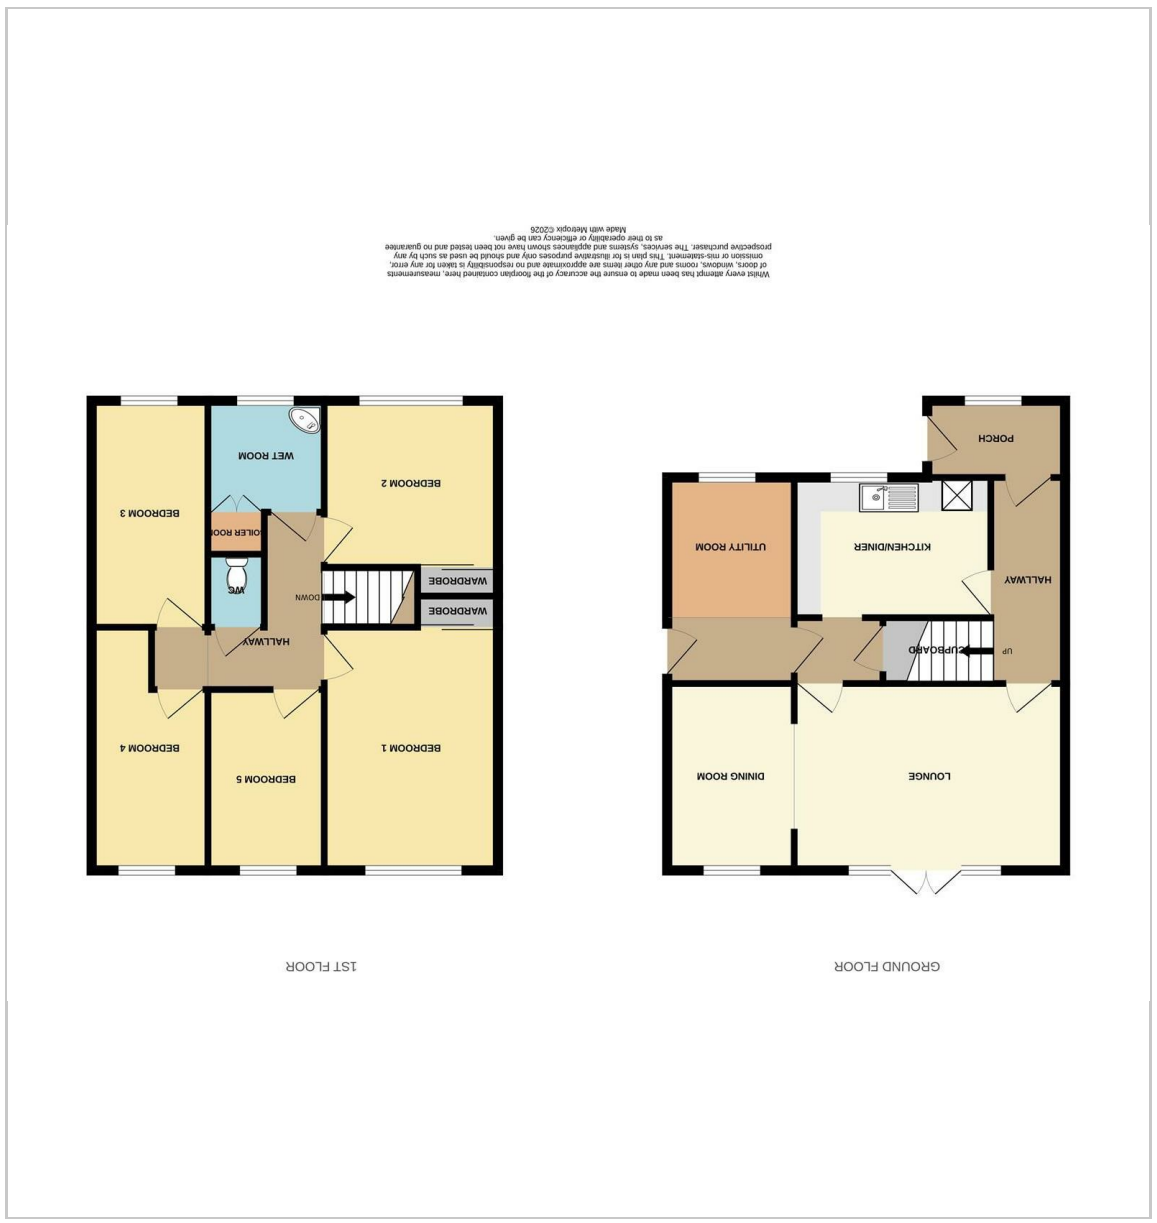 GROUND FLOOR
LOUNGE
DINING ROOM
UP
CUPBOARD
HALLWAY
KITCHEN/DINER
UTILITY ROOM
PORCH
1ST FLOOR
BEDROOM 1
BEDROOM 5
BEDROOM 4
HALLWAY
WARDROBE
DOWN
WC
WARDROBE
BOILER ROOM
BEDROOM 2
BEDROOM 3
WET ROOM
Whilst every attempt has been made to ensure the accuracy of the floorplan contained here, measurements
of doors, windows, rooms and any other items are approximate and no responsibility is taken for any error,
omission or mis-statement. This plan is for illustrative purposes only and should be used as such by any
prospective purchaser. The services, systems and appliances shown have not been tested and no guarantee
as to their operability or efficiency can be given.
Made with Metropix ©2026